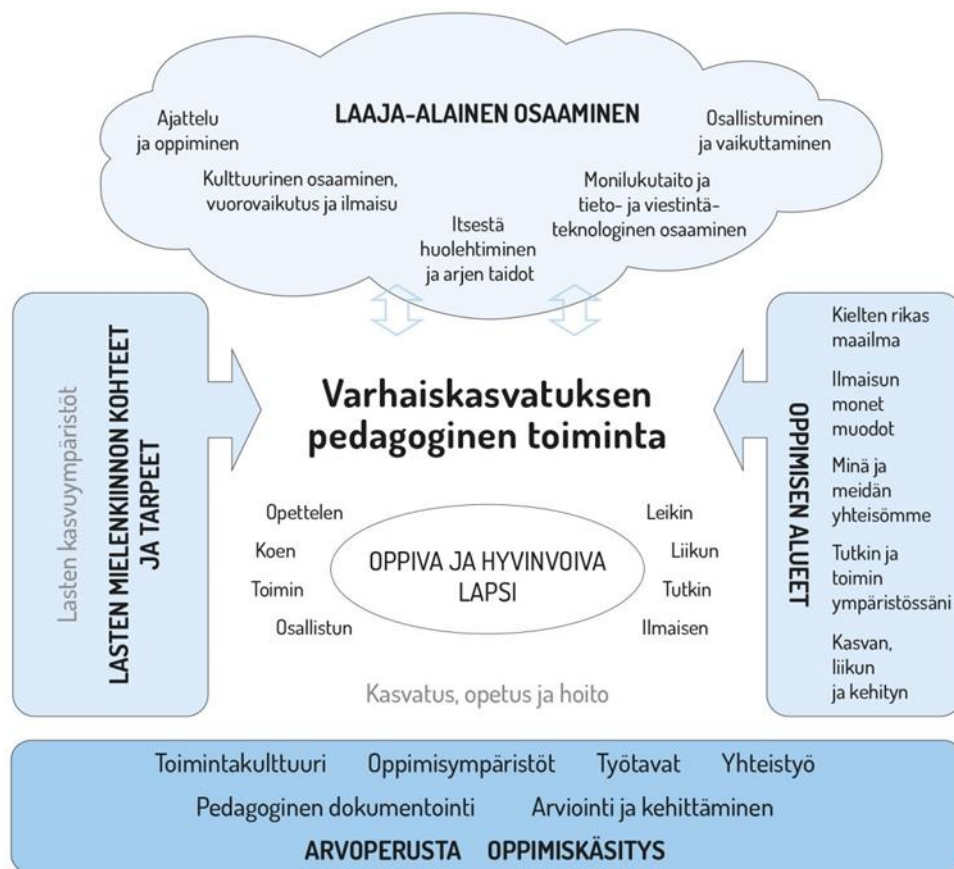 LAAJA-ALAINEN OSAAMINEN
Ajattelu
ja oppiminen
Kulttuurinen osaaminen,
vuorovaikutus ja ilmaisu
Itsestä
huolehtiminen
ja arjen taidot
Monilukutaito ja
tieto- ja viestintä-
teknologinen osaaminen
Osallistuminen
ja vaikuttaminen
Lasten kasvuympäristöt
LASTEN MIELENKIINNON KOHTEET
JA TARPEET
Varhaiskasvatuksen
pedagoginen toiminta
Opettelen
Koen
Toimin
Osallistun
OPPIVA JA HYVINVOIVA
LAPSI
Leikin
Liikun
Tutkin
Ilmaisen
Kasvatus, opetus ja hoito
OPPIMISEN ALUEET
Kielten rikas
maailma
Ilmaisun
monet
muodot
Minä ja
meidän
yhteisömme
Tutkin ja
toimin
ympäristössäni
Kasvan,
liikun
ja kehityn
Toimintakulttuuri Oppimisympäristöt Työtavat Yhteistyö
Pedagoginen dokumentointi Arviointi ja kehittäminen
ARVOPERUSTA OPPIMISKÄSITYS